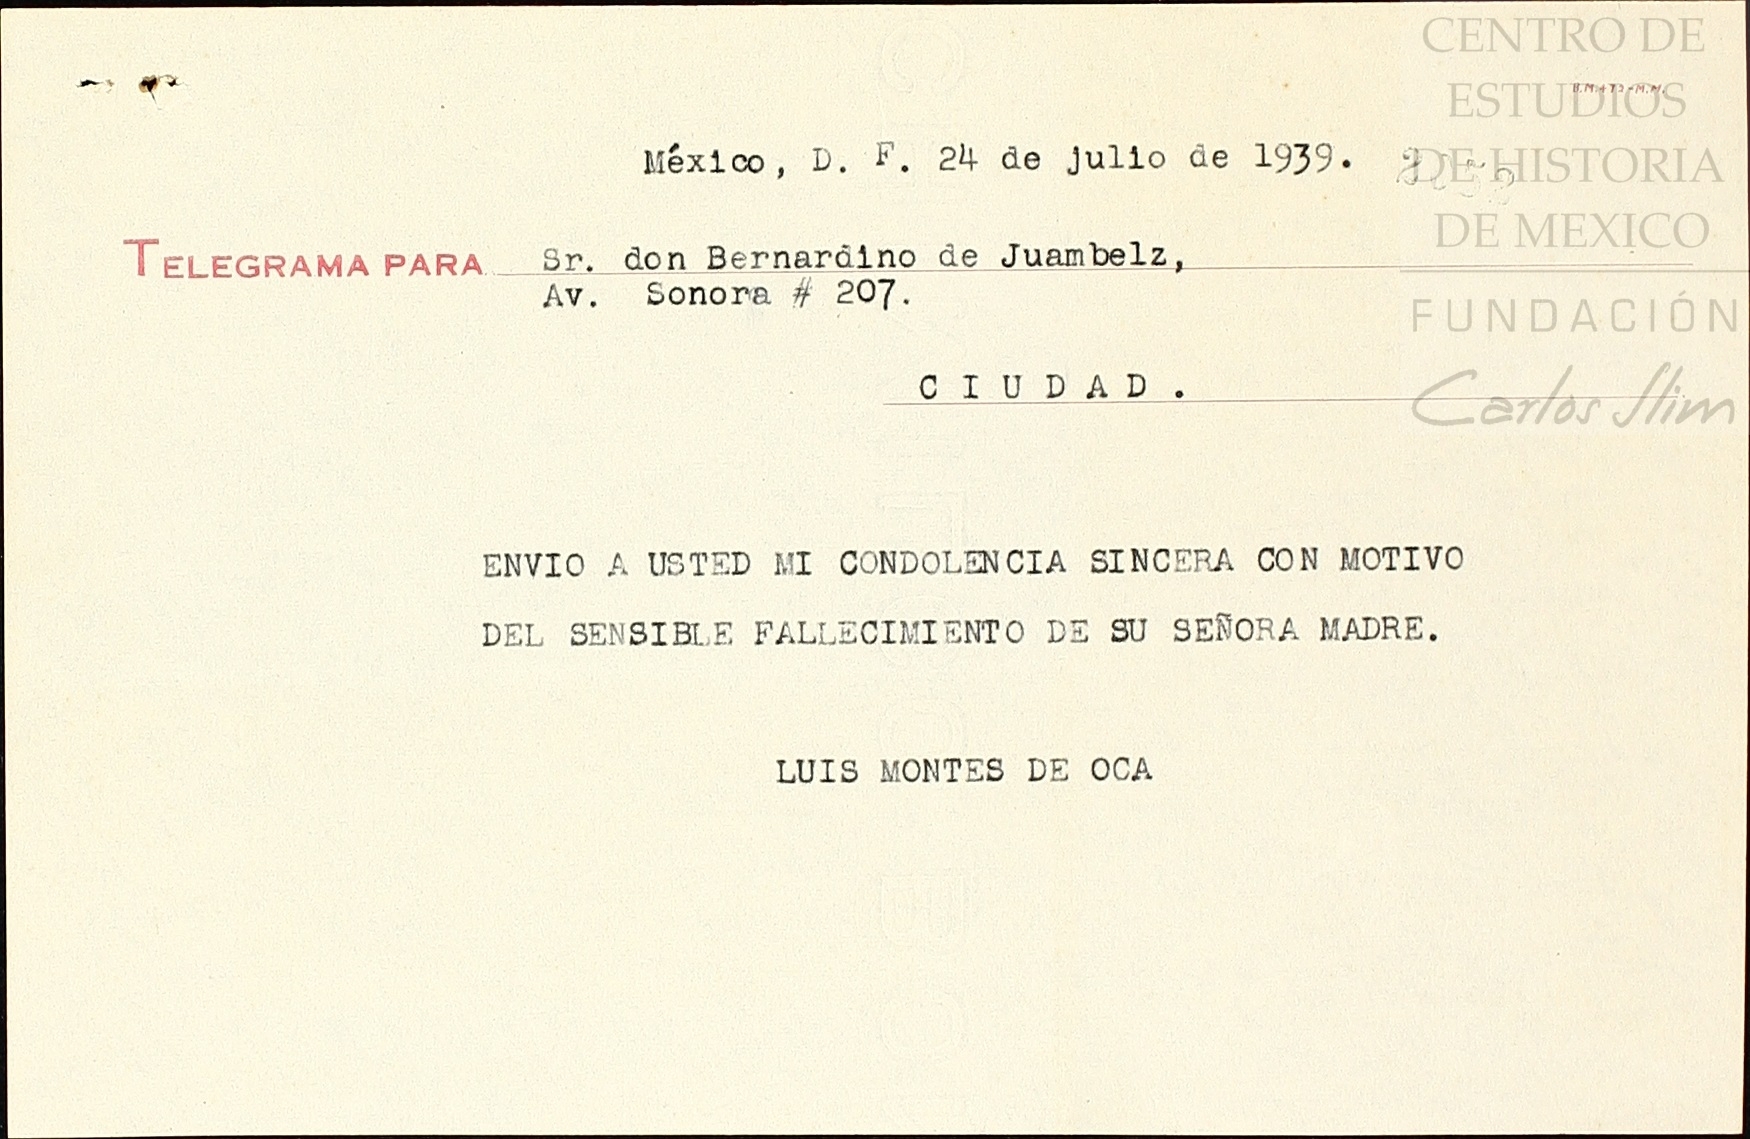 CENTRO DE
ESTUDIOS
DE HISTORIA
DE MEXICO
FUNDACIÓN
Carlos Slim
B.M.472-M.M.
México, D. F. 24 de julio de 1939.
TELEGRAMA PARA Sr. don Bernardino de Juambelz,
Av. Sonora # 207.
C I U D A D .
ENVIO A USTED MI CONDOLENCIA SINCERA CON MOTIVO
DEL SENSIBLE FALLECIMIENTO DE SU SEÑORA MADRE.
LUIS MONTES DE OCA